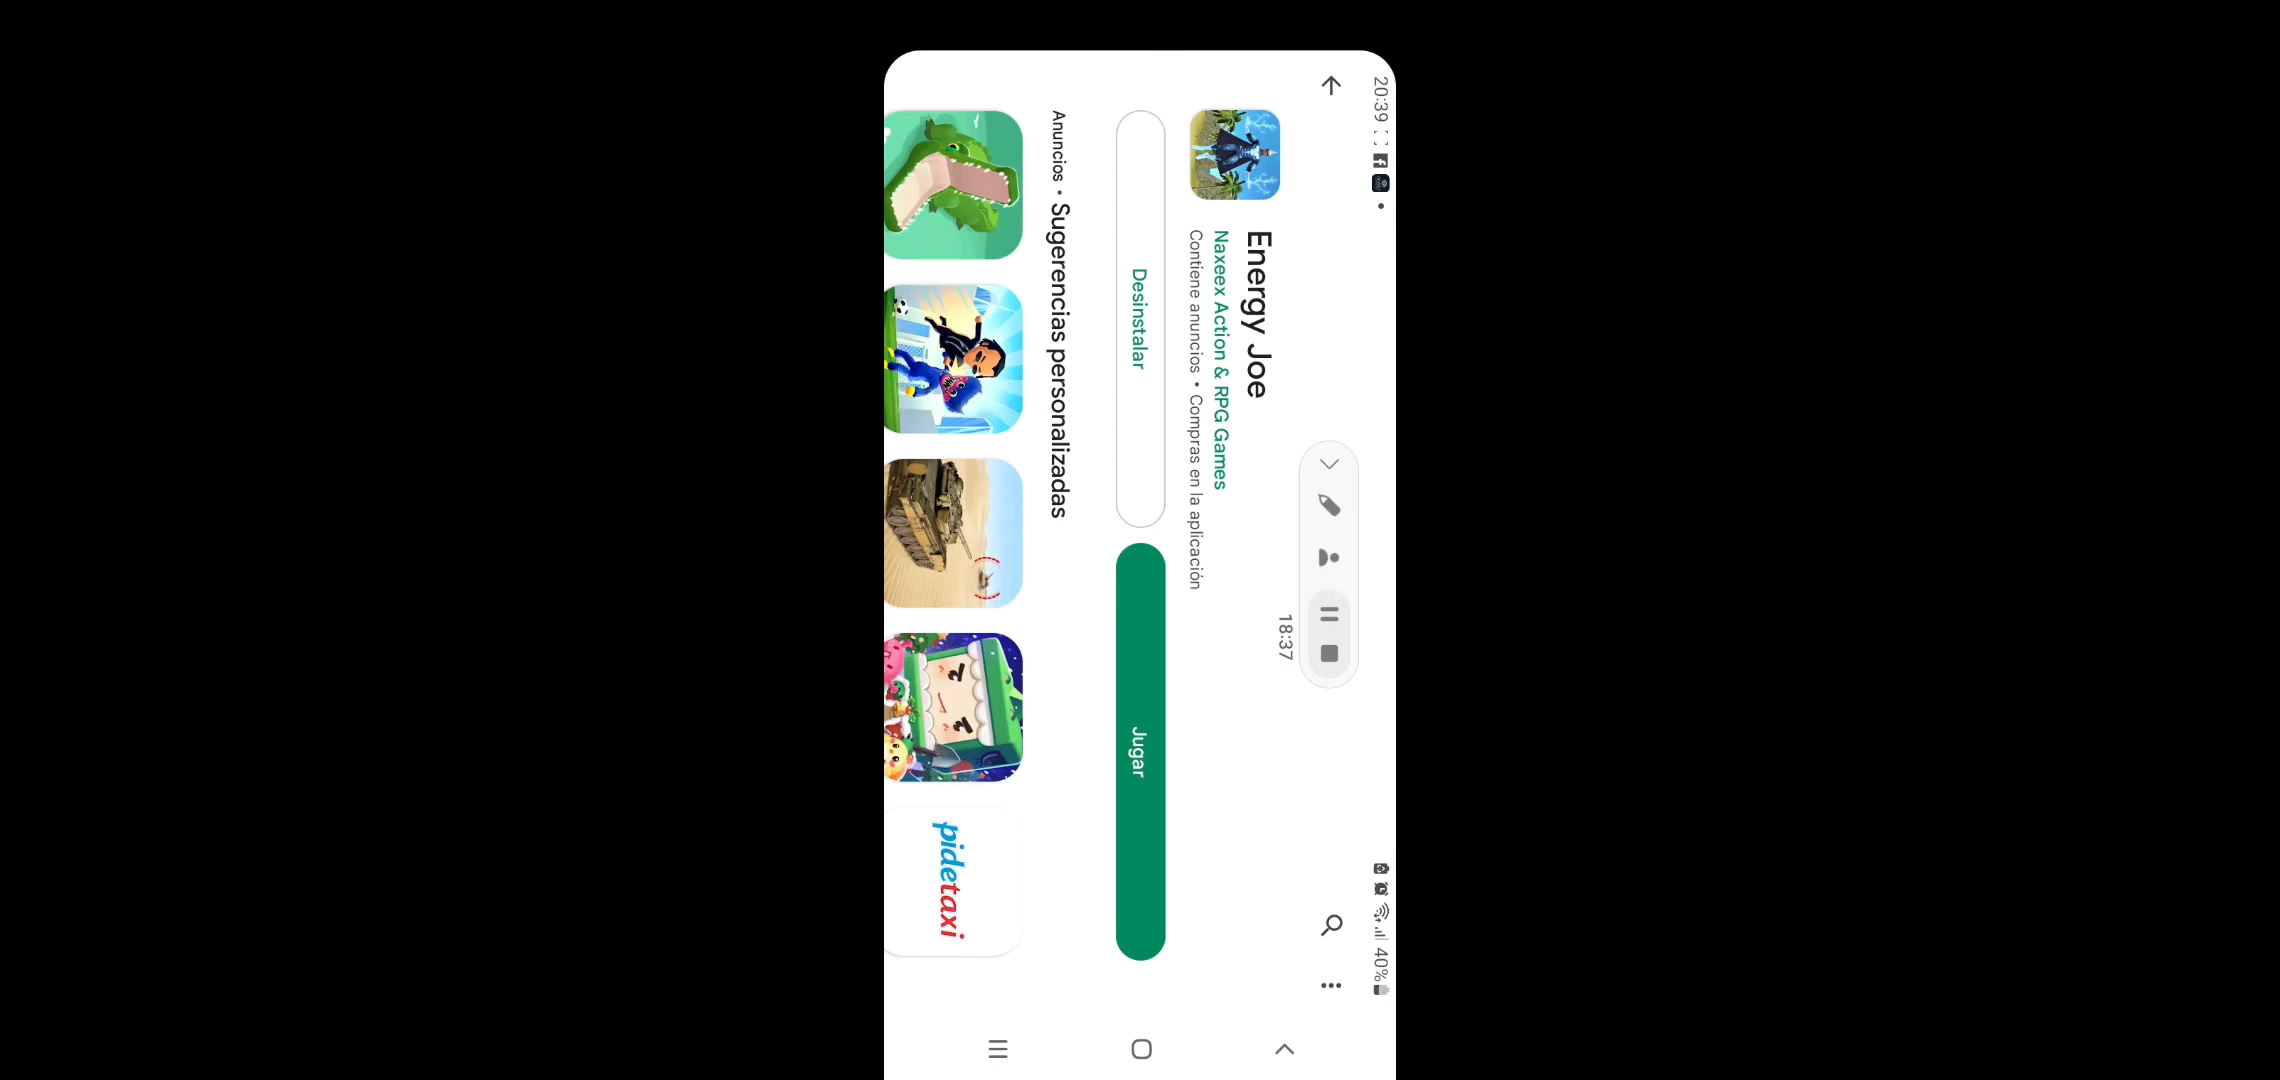 20:39
40%
18:37
Energy Joe
Naxeex Action & RPG Games
Contiene anuncios • Compras en la aplicación
Desinstalar
Jugar
Anuncios • Sugerencias personalizadas
pidetaxi